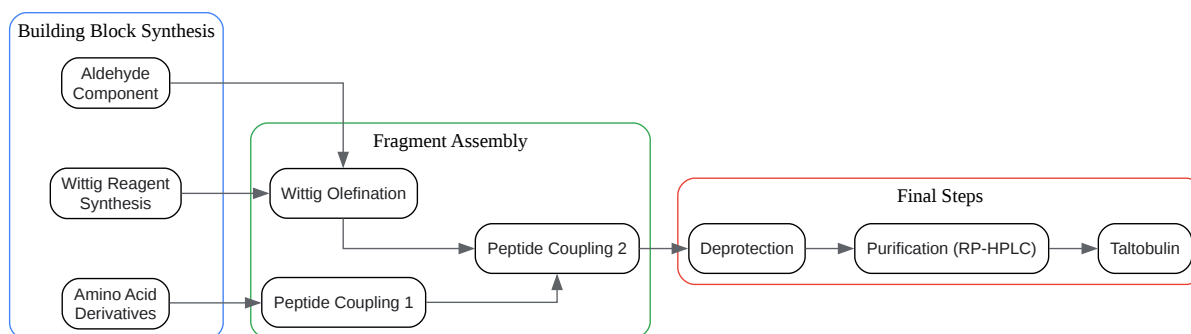 Building Block Synthesis
Aldehyde
Component
Fragment Assembly
Wittig Reagent
Synthesis
Wittig Olefination
Final Steps
Peptide Coupling 2
Deprotection
Purification (RP-HPLC)
Taltobulin
Amino Acid
Derivatives
Peptide Coupling 1